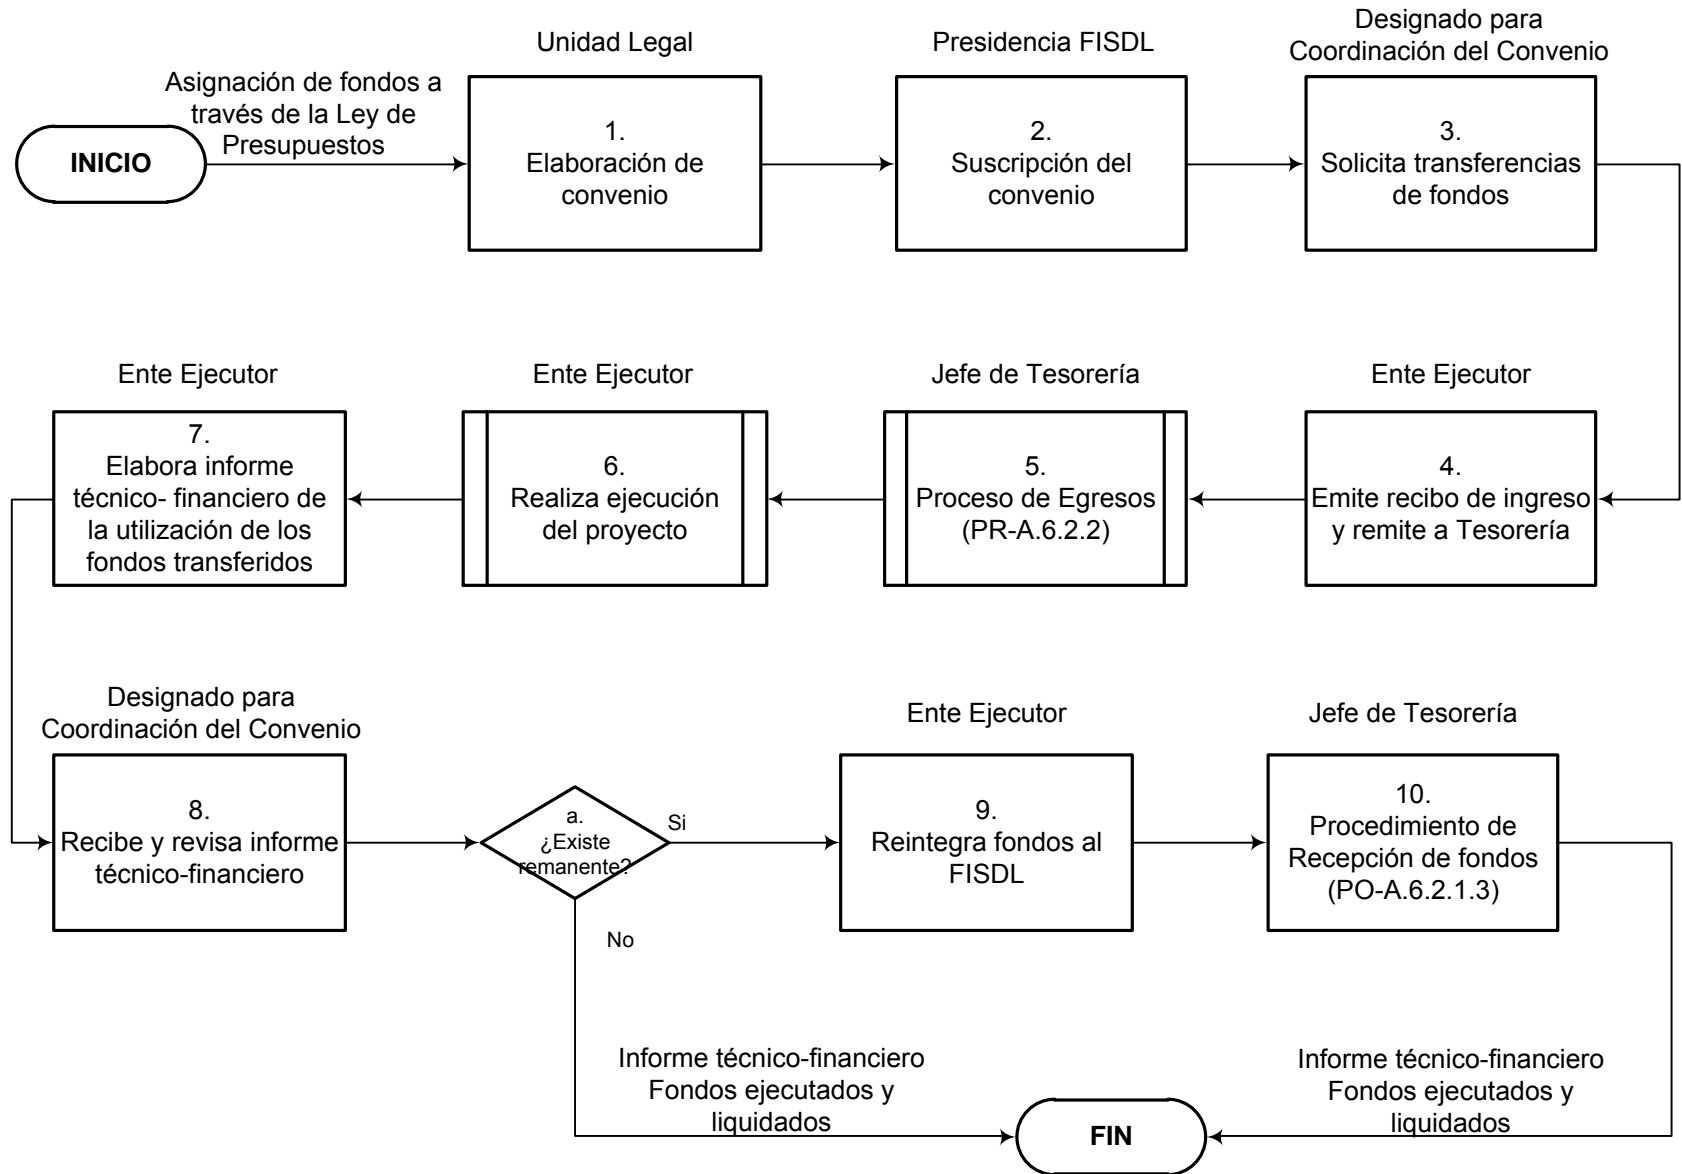 INICIO
Asignación de fondos a
través de la Ley de
Presupuestos
Unidad Legal
1.
Elaboración de
convenio
Presidencia FISDL
2.
Suscripción del
convenio
Designado para
Coordinación del Convenio
3.
Solicita transferencias
de fondos
Ente Ejecutor
4.
Emite recibo de ingreso
y remite a Tesorería
Jefe de Tesorería
5.
Proceso de Egresos
(PR-A.6.2.2)
Ente Ejecutor
6.
Realiza ejecución
del proyecto
Ente Ejecutor
7.
Elabora informe
técnico- financiero de
la utilización de los
fondos transferidos
Designado para
Coordinación del Convenio
8.
Recibe y revisa informe
técnico-financiero
a.
¿Existe
remanente?
Si
No
Ente Ejecutor
9.
Reintegra fondos al
FISDL
Jefe de Tesorería
10.
Procedimiento de
Recepción de fondos
(PO-A.6.2.1.3)
Informe técnico-financiero
Fondos ejecutados y
liquidados
Informe técnico-financiero
Fondos ejecutados y
liquidados
FIN